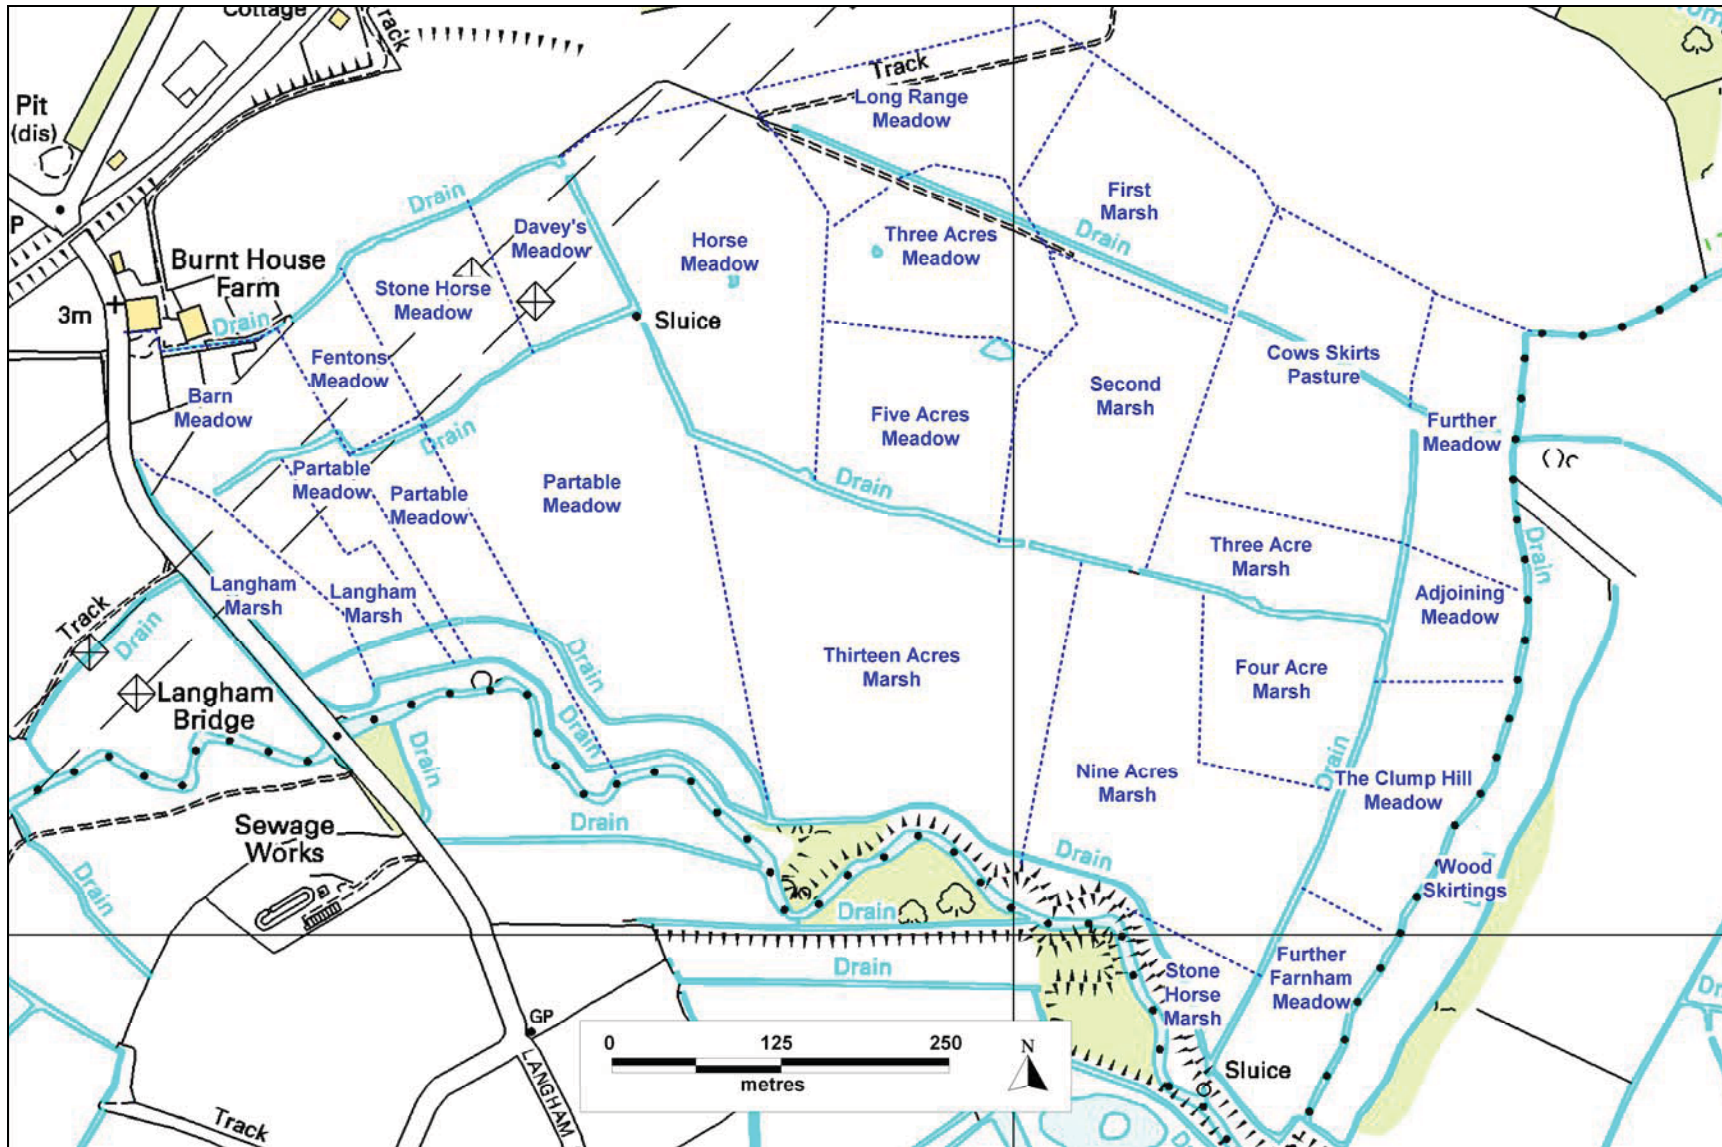 Cottage
Track
Pit
(dis)
P
Track
Long Range
Meadow
Drain
First
Marsh
Davey's
Meadow
Horse
Meadow
Three Acres
Meadow
Drain
Burnt House
Farm
Stone Horse
Meadow
3m
Drain
Sluice
Fentons
Meadow
Cows Skirts
Pasture
Barn
Meadow
Second
Marsh
Five Acres
Meadow
Further
Meadow
Drain
Partable
Meadow
Partable
Meadow
Partable
Meadow
Drain
Three Acre
Marsh
Drain
Langham
Marsh
Langham
Marsh
Adjoining
Meadow
Track
Drain
Thirteen Acres
Marsh
Four Acre
Marsh
Drain
Langham
Bridge
Drain
Drain
Drain
Nine Acres
Marsh
The Clump Hill
Meadow
Sewage
Works
Drain
Drain
Drain
Wood
Skirtings
Drain
Drain
Stone
Horse
Marsh
Further
Farnham
Meadow
GP
LANGHAM
0 125 250
metres
N
Sluice
Track